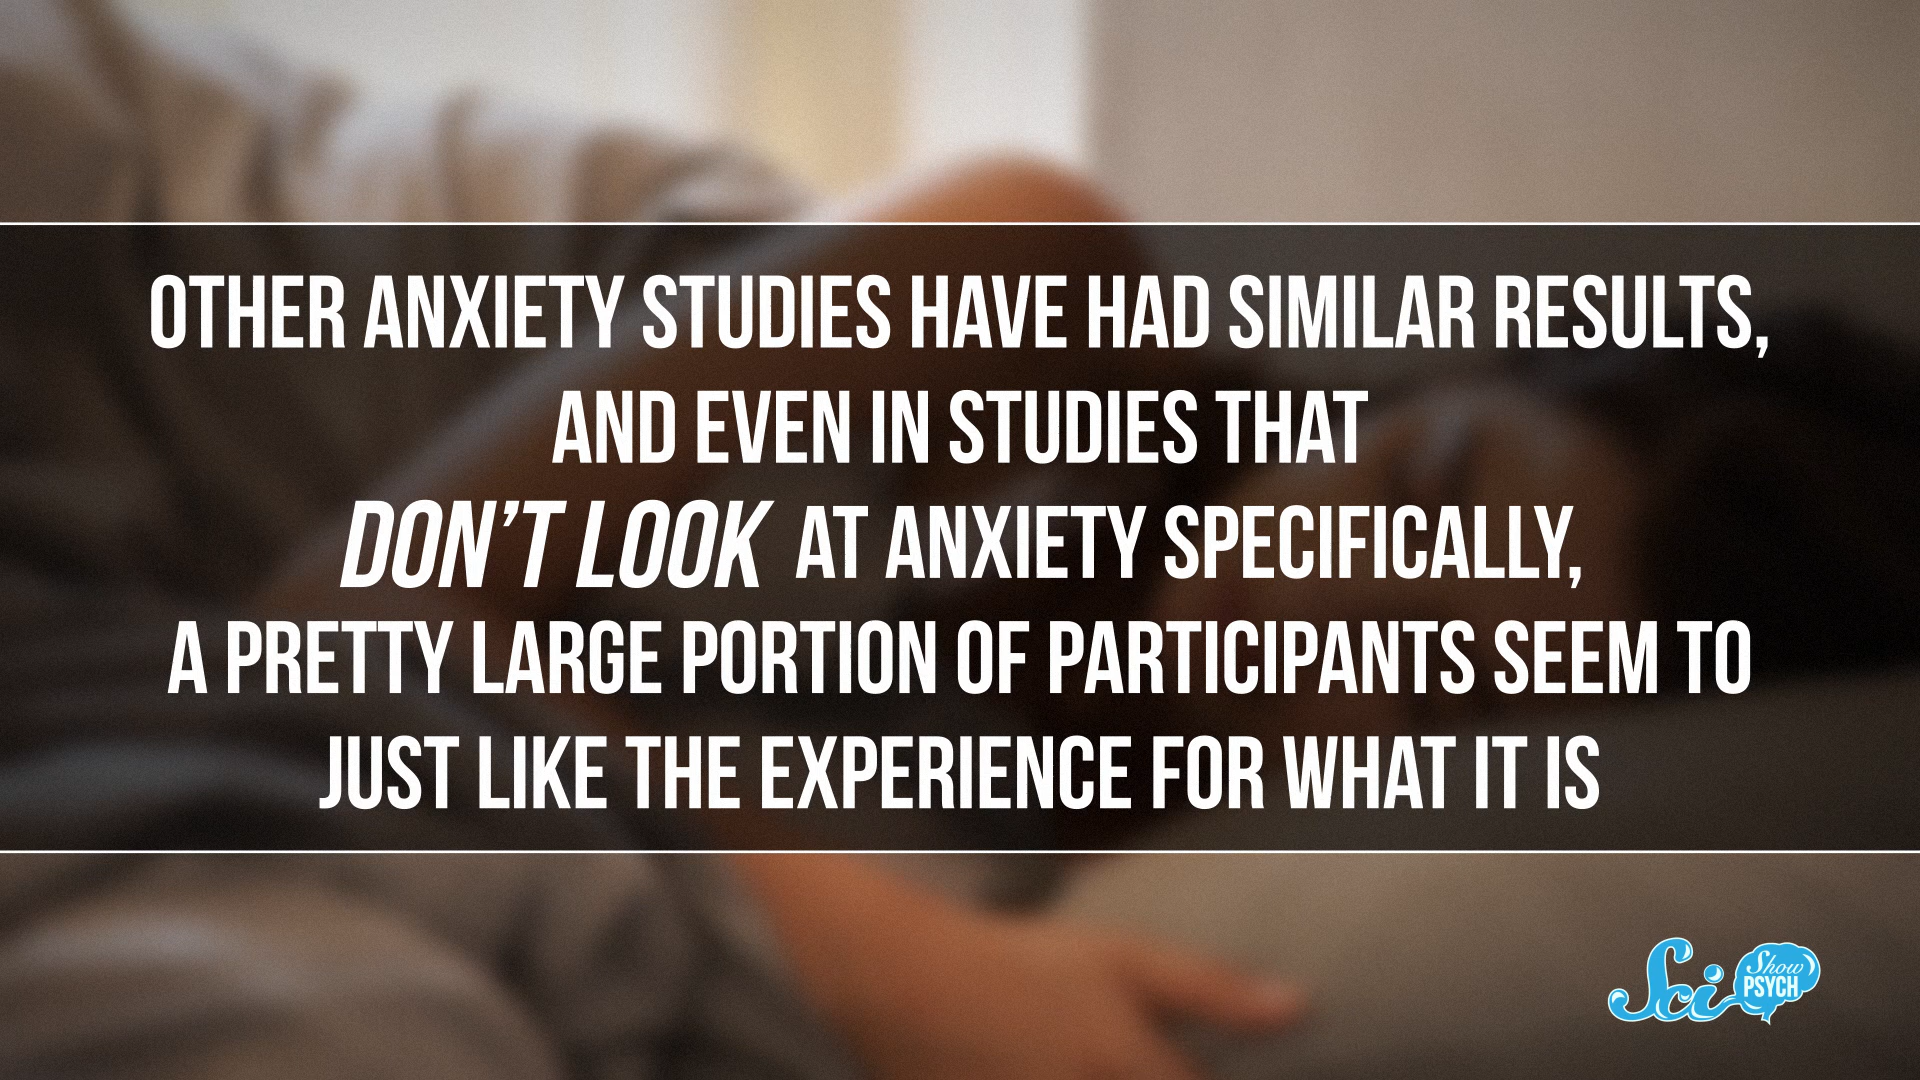 OTHER ANXIETY STUDIES HAVE HAD SIMILAR RESULTS,
AND EVEN IN STUDIES THAT
DON'T LOOK AT ANXIETY SPECIFICALLY,
A PRETTY LARGE PORTION OF PARTICIPANTS SEEM TO
JUST LIKE THE EXPERIENCE FOR WHAT IT IS
Sci Show
PSYCH